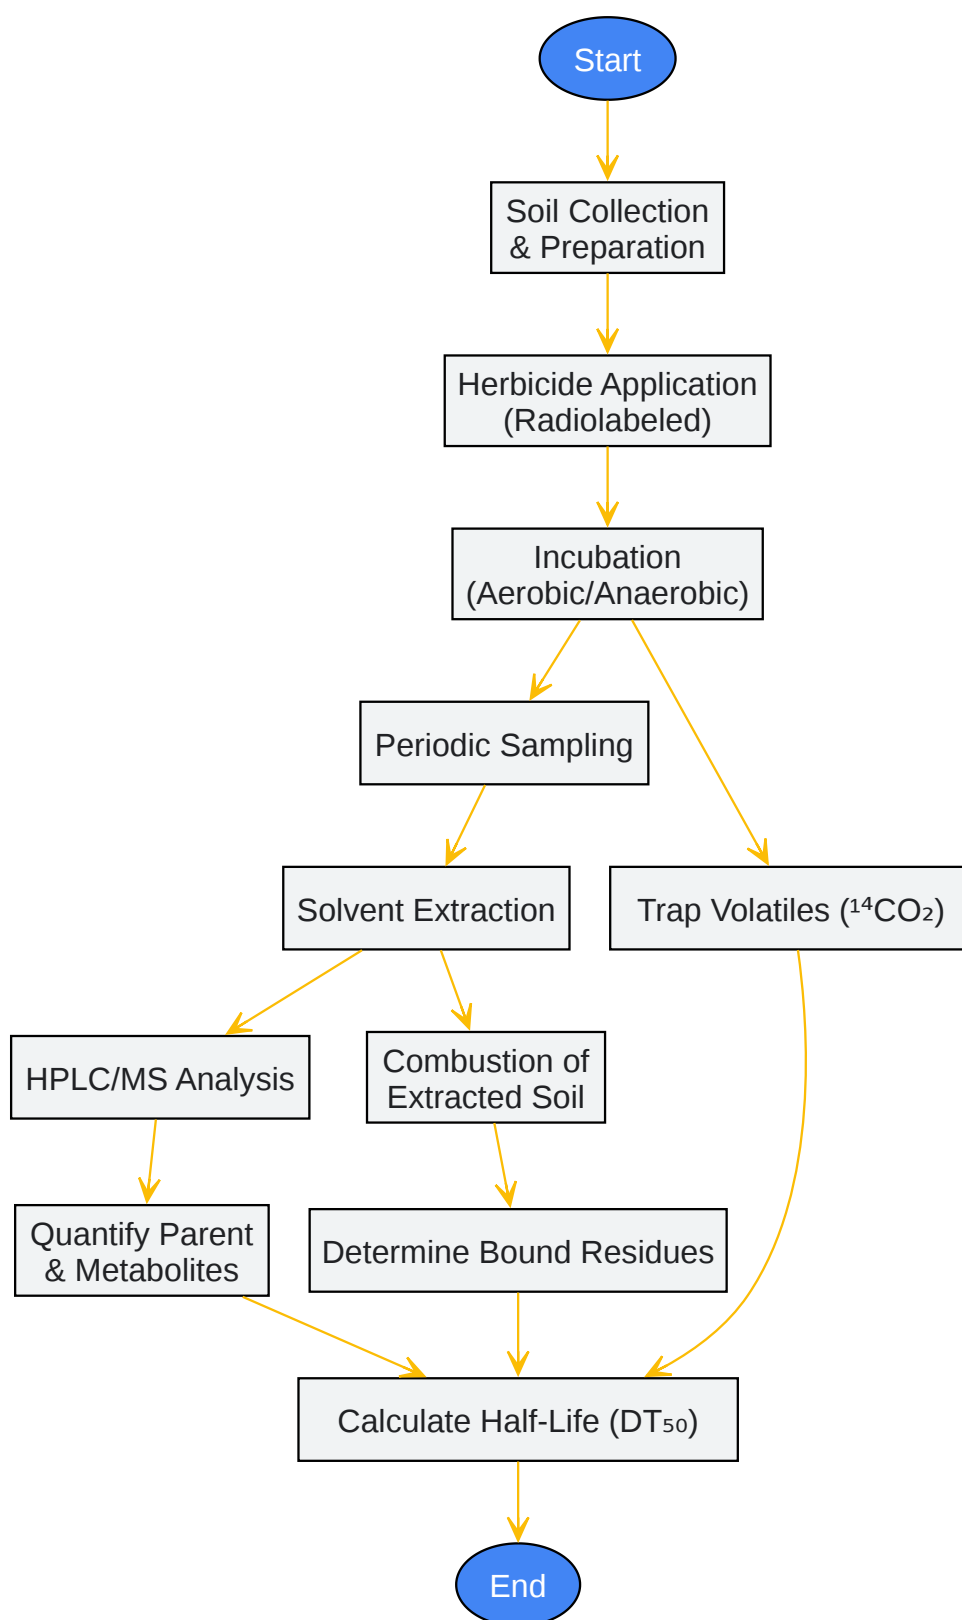 Start
Soil Collection
& Preparation
Herbicide Application
(Radiolabeled)
Incubation
(Aerobic/Anaerobic)
Periodic Sampling
Solvent Extraction
Trap Volatiles (¹⁴CO₂)
HPLC/MS Analysis
Combustion of
Extracted Soil
Quantify Parent
& Metabolites
Determine Bound Residues
Calculate Half-Life (DT₅₀)
End